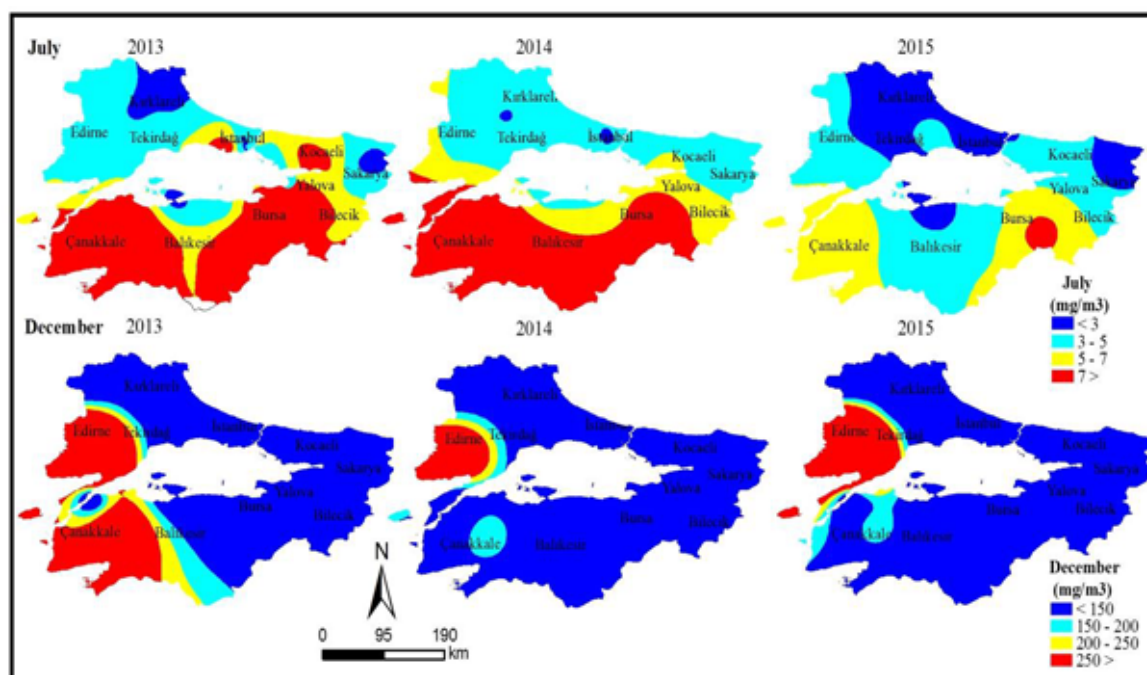 July
2013
2014
2015
Kırklareli
Edirne
Tekirdağ
İstanbul
Kocaeli
Sakarya
Yalova
Bursa
Bilecik
Çanakkale
Balıkesir
Kırklareli
Edirne
Tekirdağ
İstanbul
Kocaeli
Sakarya
Yalova
Bursa
Bilecik
Çanakkale
Balıkesir
Kırklareli
Edirne
Tekirdağ
İstanbul
Kocaeli
Sakarya
Yalova
Bursa
Bilecik
Çanakkale
Balıkesir
July
(mg/m3)
< 3
3 - 5
5 - 7
7 >
December
2013
2014
2015
Kırklareli
Edirne
Tekirdağ
İstanbul
Kocaeli
Sakarya
Yalova
Bursa
Bilecik
Çanakkale
Balıkesir
Kırklareli
Edirne
Tekirdağ
İstanbul
Kocaeli
Sakarya
Yalova
Bursa
Bilecik
Çanakkale
Balıkesir
Kırklareli
Edirne
Tekirdağ
İstanbul
Kocaeli
Sakarya
Yalova
Bursa
Bilecik
Çanakkale
Balıkesir
N
0 95 190
km
December
(mg/m3)
< 150
150 - 200
200 - 250
250 >